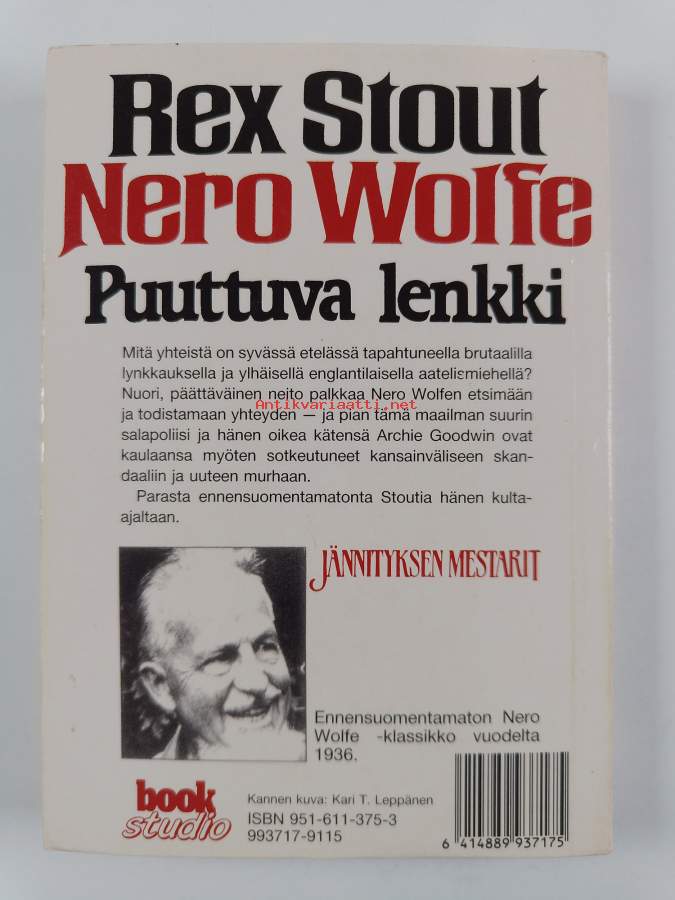 Rex Stout
Nero Wolfe
Puuttuva lenkki
Mitä yhteistä on syvässä etelässä tapahtuneella brutaalilla
lynkkauksella ja ylhäisellä englantilaisella aatelismiehellä?
Nuori, päättäväinen neito palkkaa Nero Wolfen etsimään
Antikvariaatti.net
ja todistamaan yhteyden — ja pian tämä maailman suurin
salapoliisi ja hänen oikea kätensä Archie Goodwin ovat
kaulaansa myöten sotkeutuneet kansainväliseen skan-
daaliin ja uuteen murhaan.
Parasta ennensuomentamatonta Stoutia hänen kulta-
ajaltaan.
JÄNNITYKSEN MESTARIT
Ennensuomentamaton Nero
Wolfe -klassikko vuodelta
1936.
book
studio
Kannen kuva: Kari T. Leppänen
ISBN 951-611-375-3
993717-9115
6 414889 937175